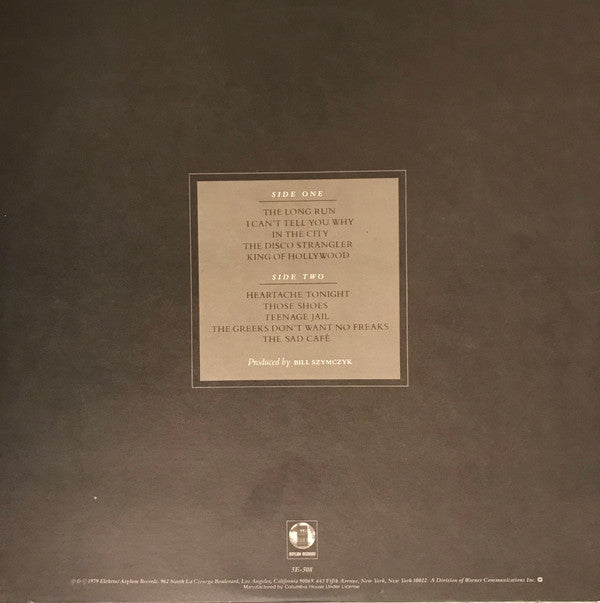 SIDE ONE
THE LONG RUN
I CAN'T TELL YOU WHY
IN THE CITY
THE DISCO STRANGLER
KING OF HOLLYWOOD
SIDE TWO
HEARTACHE TONIGHT
THOSE SHOES
TEENAGE JAIL
THE GREEKS DON'T WANT NO FREAKS
THE SAD CAFÉ
Produced by BILL SZYMCZYK
ASYLUM RECORDS
3E-508
© ℗ 1979 Elektra/Asylum Records, 962 North La Cienega Boulevard, Los Angeles, California 90069. 665 Fifth Avenue, New York, New York 10022. A Division of Warner Communications Inc.
Manufactured by Columbia House Under License